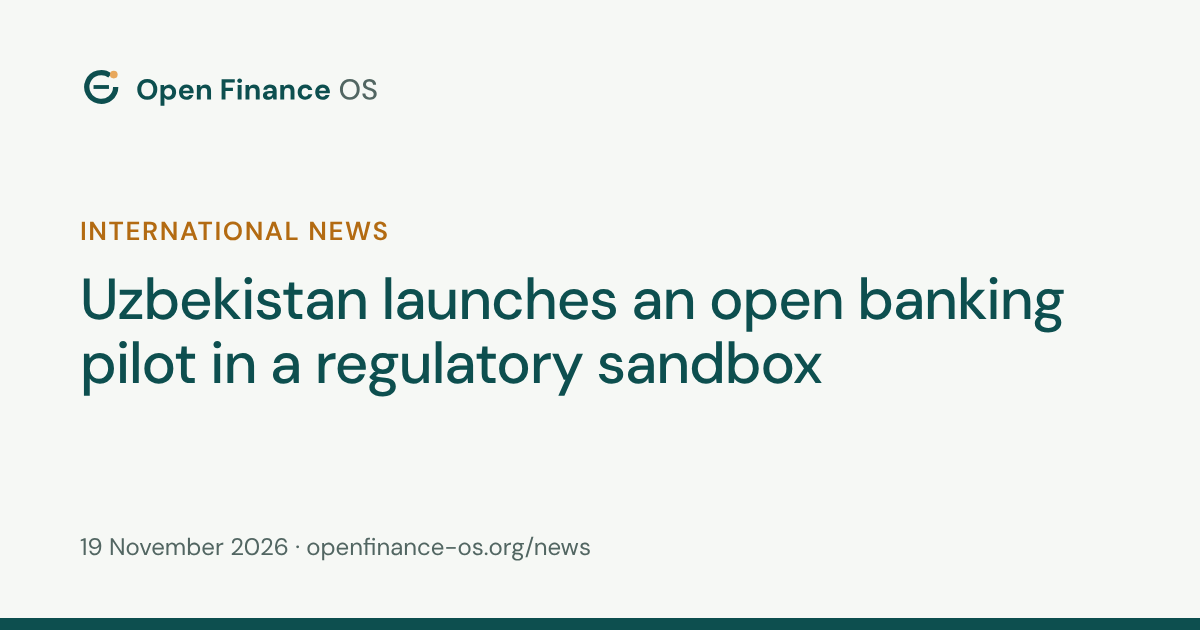 Open Finance OS
INTERNATIONAL NEWS
Uzbekistan launches an open banking
pilot in a regulatory sandbox
19 November 2026 · openfinance-os.org/news